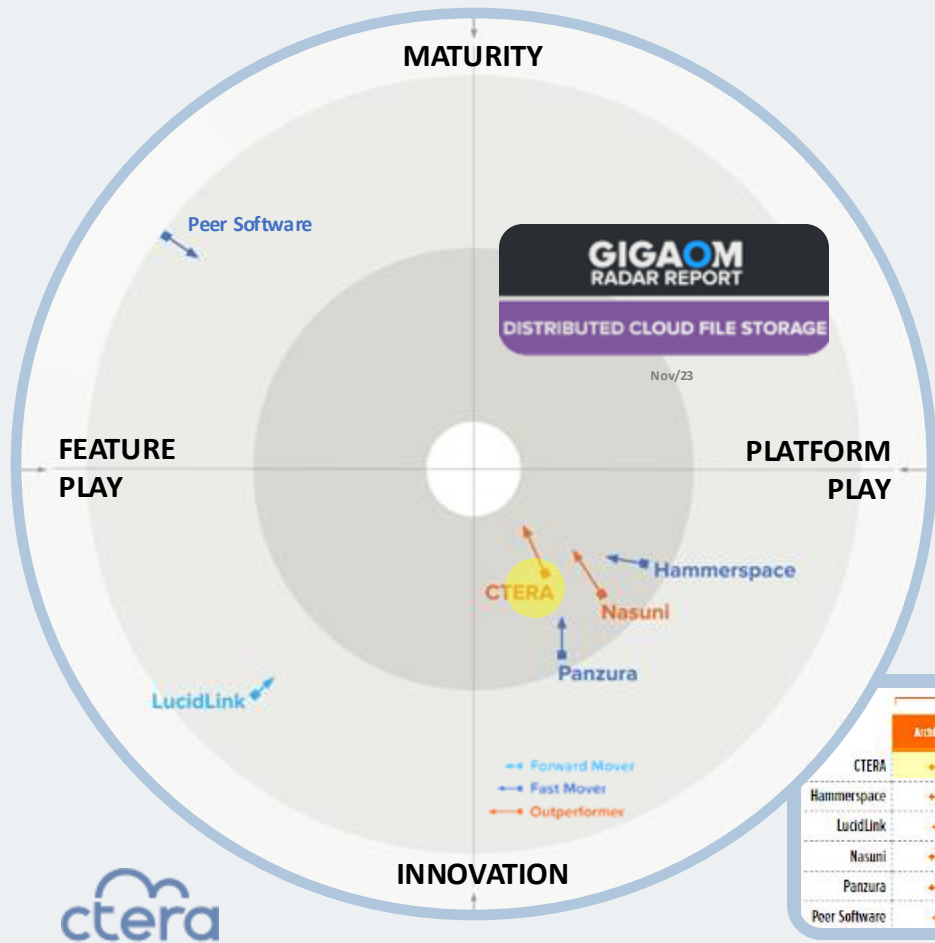 MATURITY
Peer Software
GIGAOM
RADAR REPORT
DISTRIBUTED CLOUD FILE STORAGE
Nov/23
FEATURE
PLAY
PLATFORM
PLAY
Hammerspace
CTERA
Nasuni
Panzura
LucidLink
Forward Mover
Fast Mover
Outperformer
INNOVATION
CTERA
Hammerspace
LucidLink
Nasuni
Panzura
Peer Software
ctera